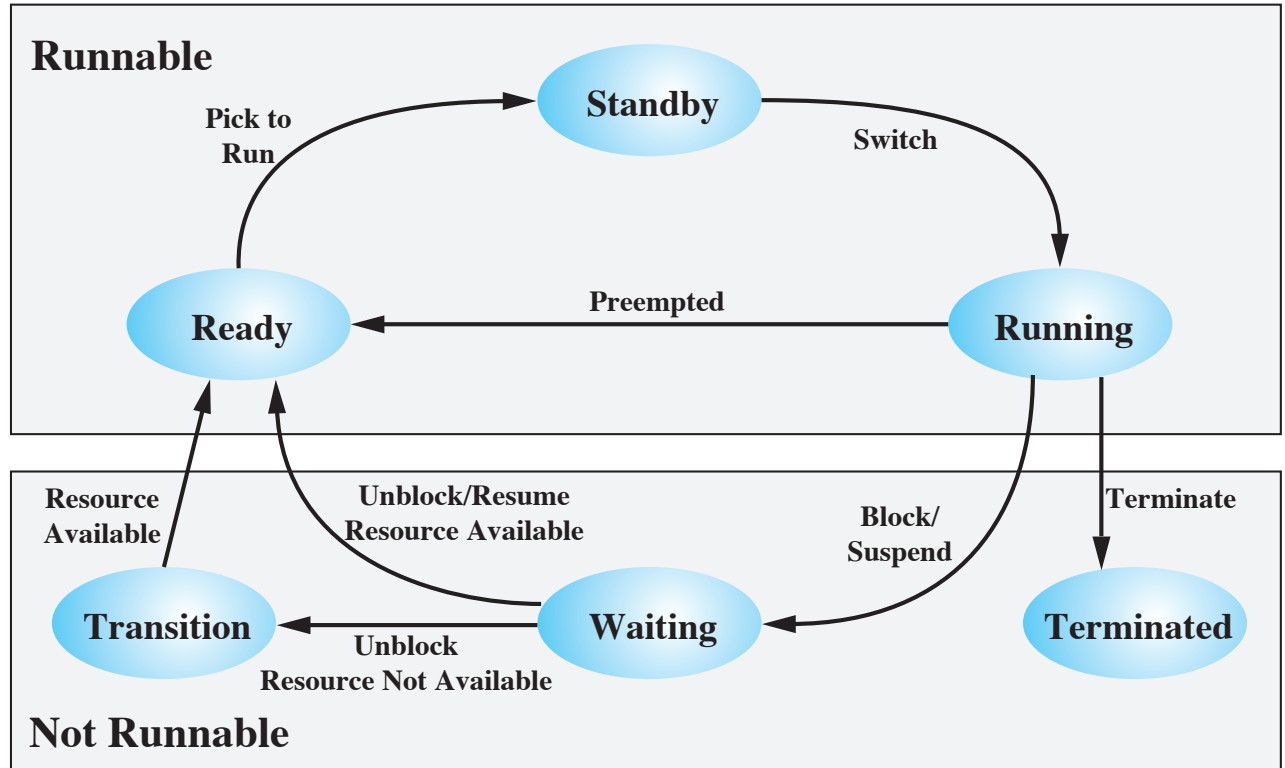 Runnable
Standby
Pick to
Run
Switch
Preempted
Ready
Running
Resource
Available
Unblock/Resume
Resource Available
Block/
Suspend
Terminate
Transition
Waiting
Terminated
Unblock
Resource Not Available
Not Runnable